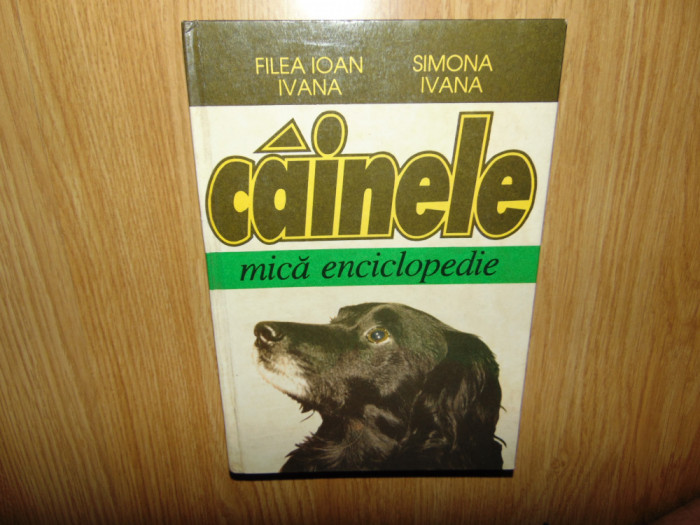 FILEA IOAN
IVANA
SIMONA
IVANA
câinele
mică enciclopedie